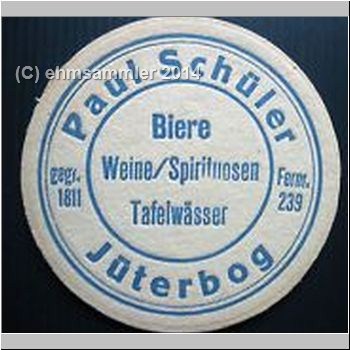 (C) ehmsammler 2014
Paul Schüler
Biere
Weine/Spirituosen
Tafelwässer
gegr.
1811
Fernr.
239
Jüterbog